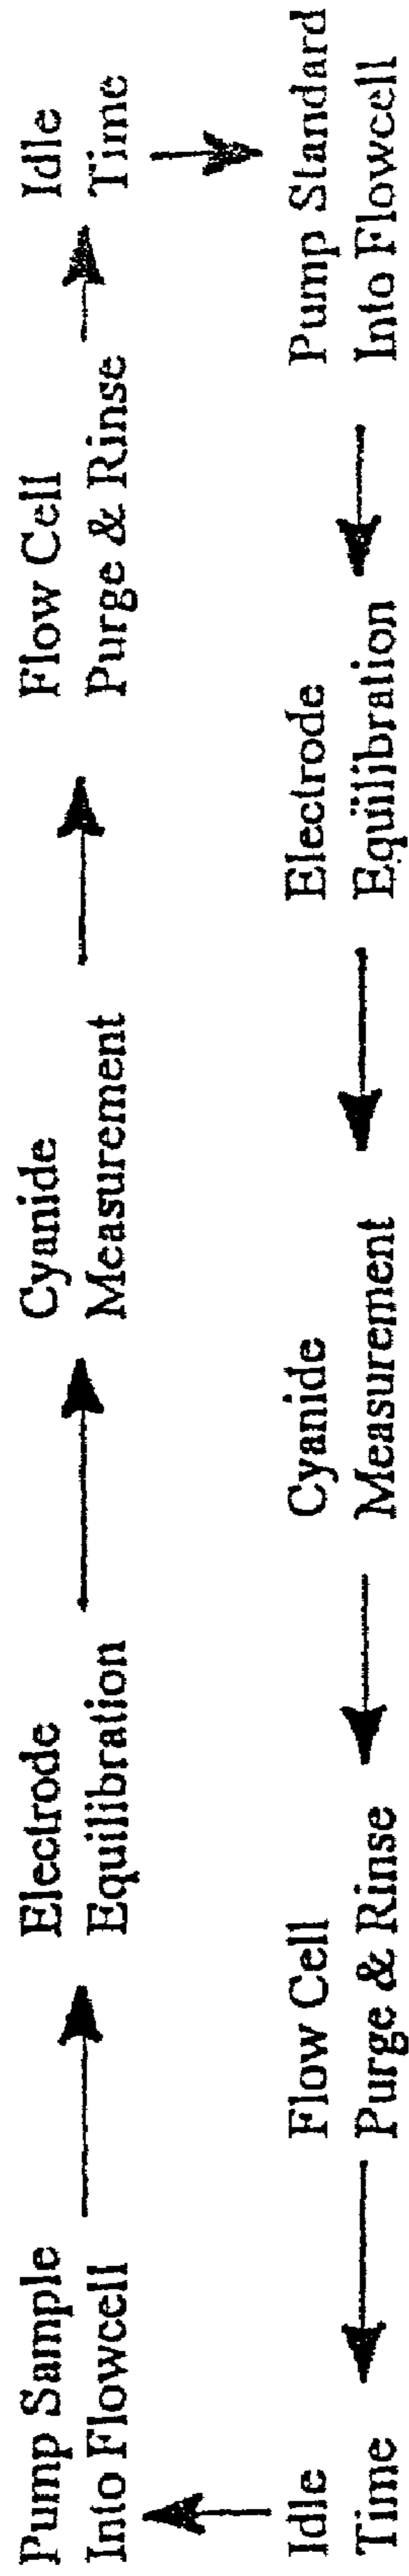 Pump Sample
Into Flowcell
Electrode
Equilibration
Cyanide
Measurement
Flow Cell
Purge & Rinse
Idle
Time
Pump Standard
Into Flowcell
Electrode
Equilibration
Cyanide
Measurement
Flow Cell
Purge & Rinse
Idle
Time